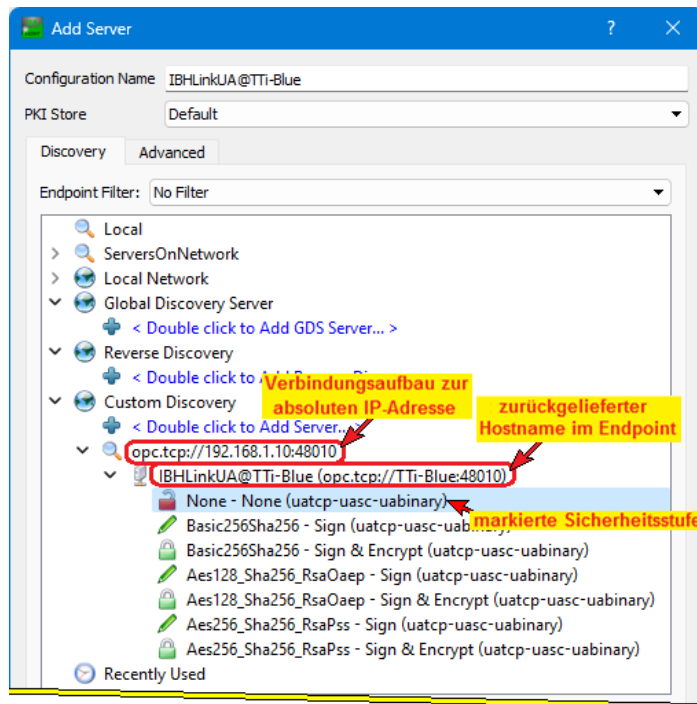 Add Server
Configuration Name IBHLinkUA@TTi-Blue
PKI Store Default
Discovery Advanced
Endpoint Filter: No Filter
Local
ServersOnNetwork
Local Network
Global Discovery Server
< Double click to Add GDS Server... >
Reverse Discovery
< Double click to Add
Verbindungsaufbau zur
absoluten IP-Adresse
zurückgelieferter
Hostname im Endpoint
Custom Discovery
< Double click to Add Server...
opc.tcp://192.168.1.10:48010
IBHLinkUA@TTi-Blue (opc.tcp://TTi-Blue:48010)
None - None (uatcp-uasc-uabinary)
markierte Sicherheitsstufe
Basic256Sha256 - Sign (uatcp-uasc-uabinary)
Basic256Sha256 - Sign & Encrypt (uatcp-uasc-uabinary)
Aes128_Sha256_RsaOaep - Sign (uatcp-uasc-uabinary)
Aes128_Sha256_RsaOaep - Sign & Encrypt (uatcp-uasc-uabinary)
Aes256_Sha256_RsaPss - Sign (uatcp-uasc-uabinary)
Aes256_Sha256_RsaPss - Sign & Encrypt (uatcp-uasc-uabinary)
Recently Used